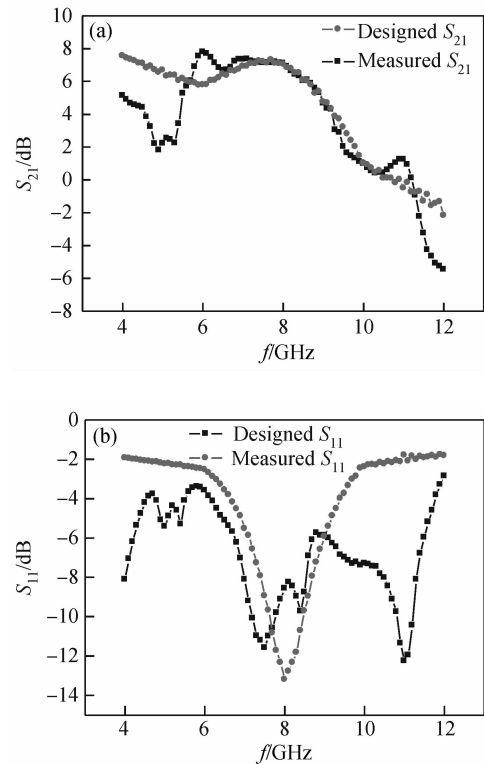 (a)
Designed S21
Measured S21
10
8
6
4
2
0
−2
−4
−6
−8
S21/dB
4 6 8 10 12
f/GHz
(b)
Designed S11
Measured S11
0
−2
−4
−6
−8
−10
−12
−14
S11/dB
4 6 8 10 12
f/GHz